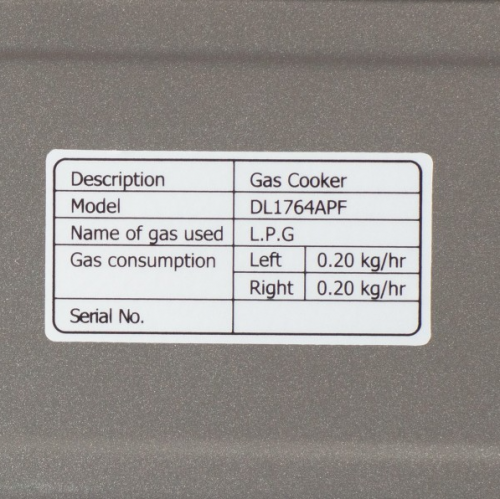 Description Gas Cooker
Model DL1764APF
Name of gas used L.P.G
Gas consumption Left 0.20 kg/hr
Right 0.20 kg/hr
Serial No.